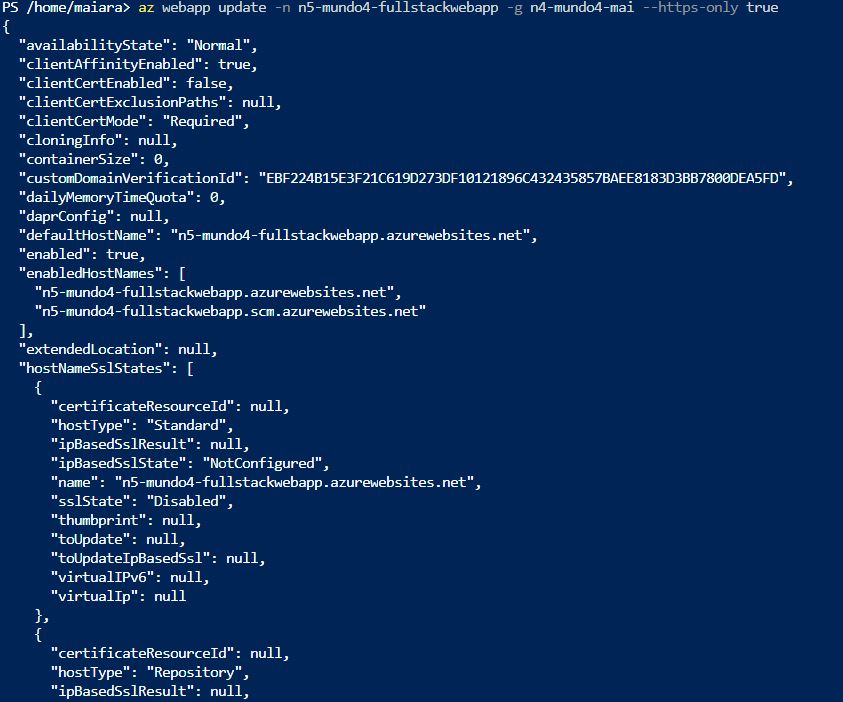 PS /home/maiara> az webapp update -n n5-mundo4-fullstackwebapp -g n4-mundo4-mai --https-only true
{
  "availabilityState": "Normal",
  "clientAffinityEnabled": true,
  "clientCertEnabled": false,
  "clientCertExclusionPaths": null,
  "clientCertMode": "Required",
  "cloningInfo": null,
  "containerSize": 0,
  "customDomainVerificationId": "EBF224B15E3F21C619D273DF10121896C432435857BAEE8183D3BB7800DEA5FD",
  "dailyMemoryTimeQuota": 0,
  "daprConfig": null,
  "defaultHostName": "n5-mundo4-fullstackwebapp.azurewebsites.net",
  "enabled": true,
  "enabledHostNames": [
    "n5-mundo4-fullstackwebapp.azurewebsites.net",
    "n5-mundo4-fullstackwebapp.scm.azurewebsites.net"
  ],
  "extendedLocation": null,
  "hostNameSslStates": [
    {
      "certificateResourceId": null,
      "hostType": "Standard",
      "ipBasedSslResult": null,
      "ipBasedSslState": "NotConfigured",
      "name": "n5-mundo4-fullstackwebapp.azurewebsites.net",
      "sslState": "Disabled",
      "thumbprint": null,
      "toUpdate": null,
      "toUpdateIpBasedSsl": null,
      "virtualIPv6": null,
      "virtualIp": null
    },
    {
      "certificateResourceId": null,
      "hostType": "Repository",
      "ipBasedSslResult": null,